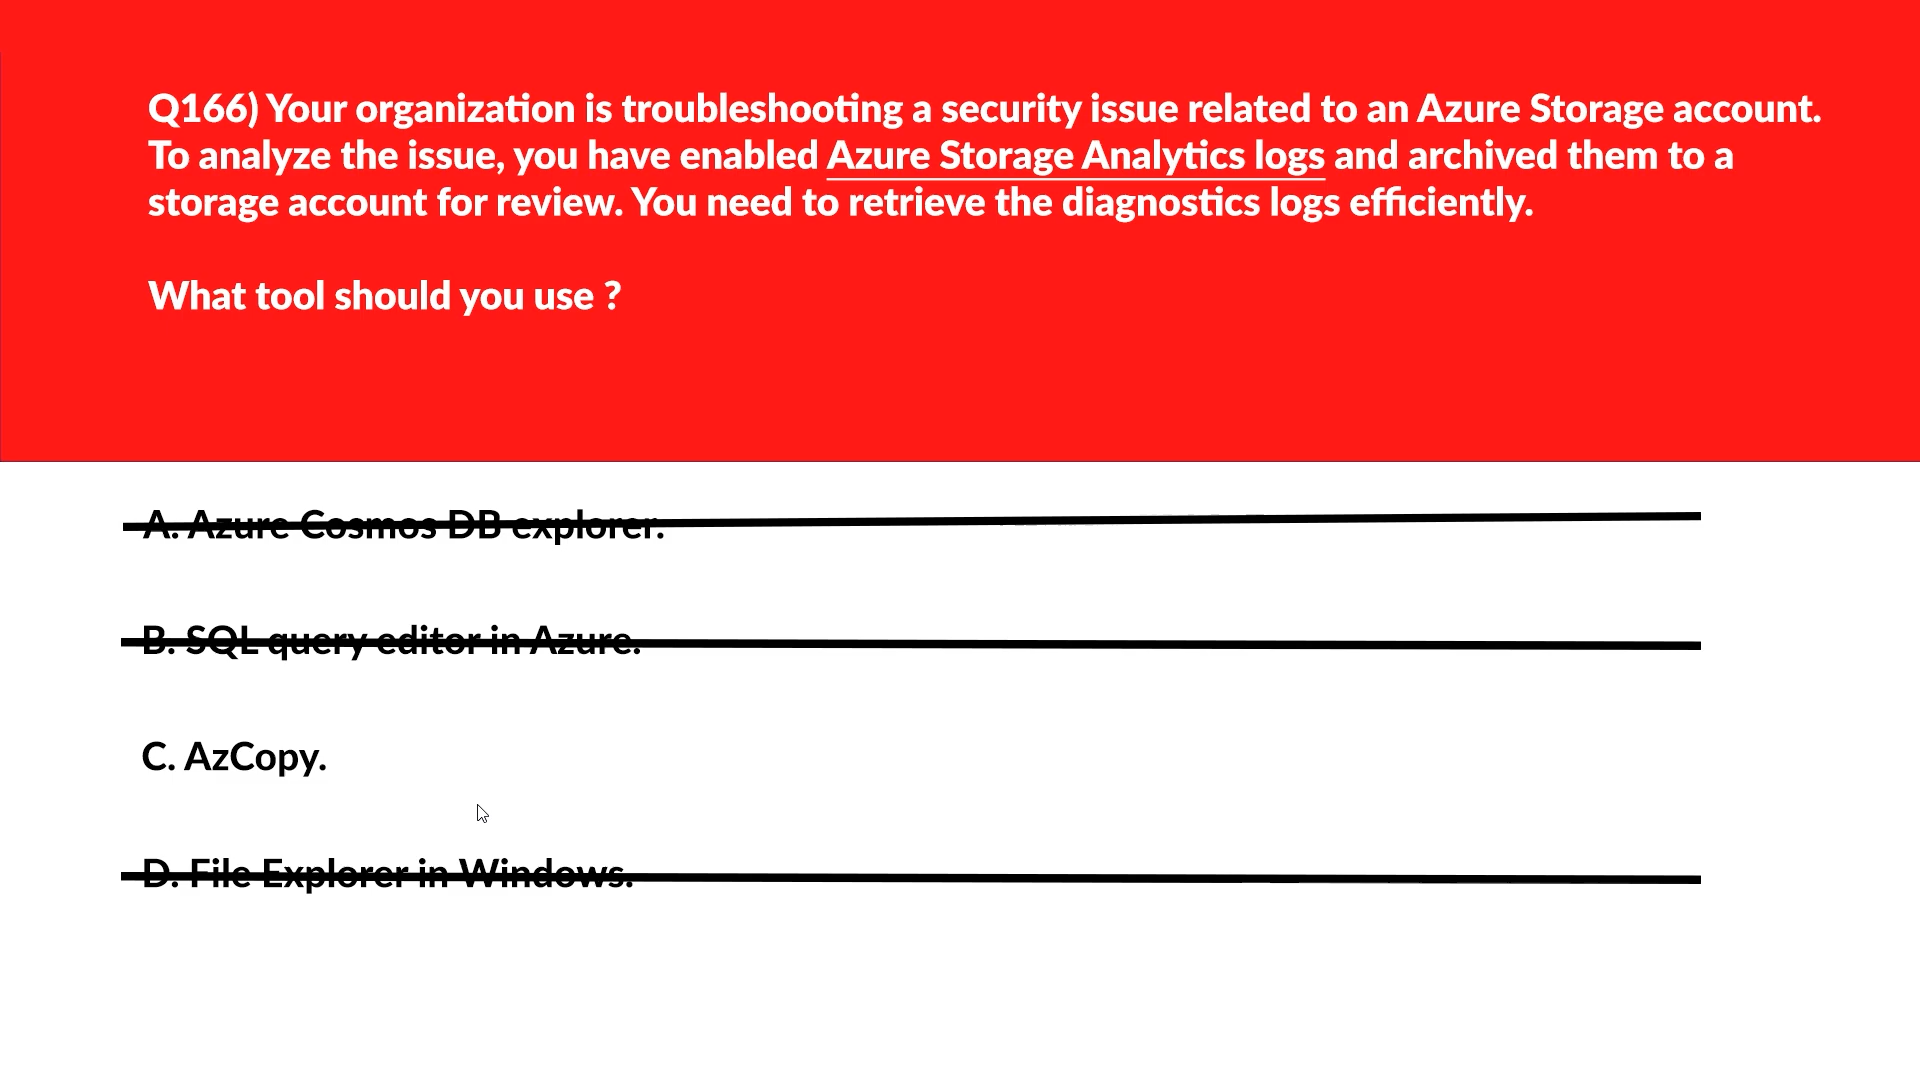 Q166) Your organization is troubleshooting a security issue related to an Azure Storage account.
To analyze the issue, you have enabled Azure Storage Analytics logs and archived them to a
storage account for review. You need to retrieve the diagnostics logs efficiently.
What tool should you use ?
A. Azure Cosmos DB explorer.
B. SQL query editor in Azure.
C. AzCopy.
D. File Explorer in Windows.